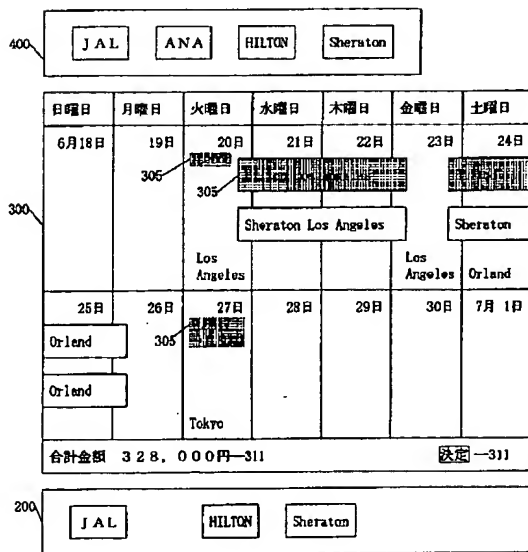 400 JAL ANA HILTON Sheraton
日曜日 月曜日 火曜日 水曜日 木曜日 金曜日 土曜日
6月18日 19日 20日 21日 22日 23日 24日
305
305
300
Sheraton Los Angeles Sheraton
Los Angeles Los Angeles Orland
25日 26日 27日 28日 29日 30日 7月 1日
305
Orland
Orland
Tokyo
合計金額 328,000円—311 決定—311
200 JAL HILTON Sheraton